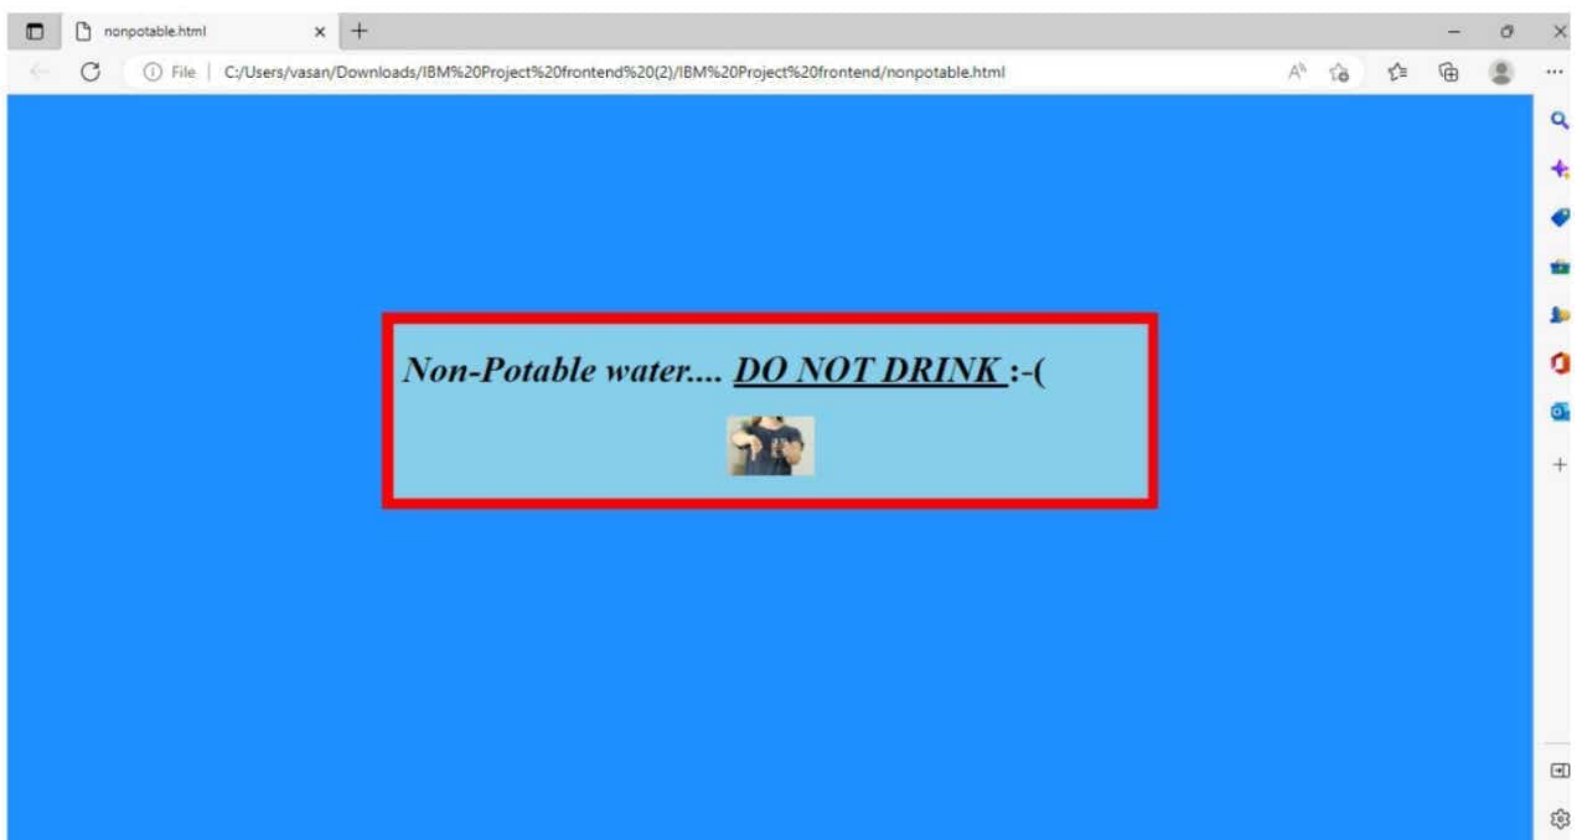 nonpotable.html
File | C:/Users/vasan/Downloads/IBM%20Project%20frontend%20(2)/IBM%20Project%20frontend/nonpotable.html
Non-Potable water.... DO NOT DRINK :-(